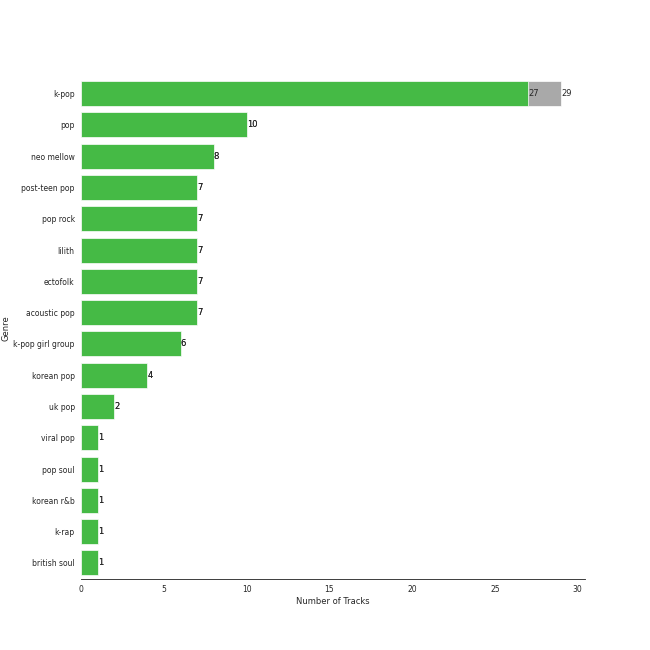 k-pop 27 29
pop 10
neo mellow 8
post-teen pop 7
pop rock 7
lilith 7
ectofolk 7
acoustic pop 7
k-pop girl group 6
korean pop 4
uk pop 2
viral pop 1
pop soul 1
korean r&b 1
k-rap 1
british soul 1
Genre
0 5 10 15 20 25 30
Number of Tracks